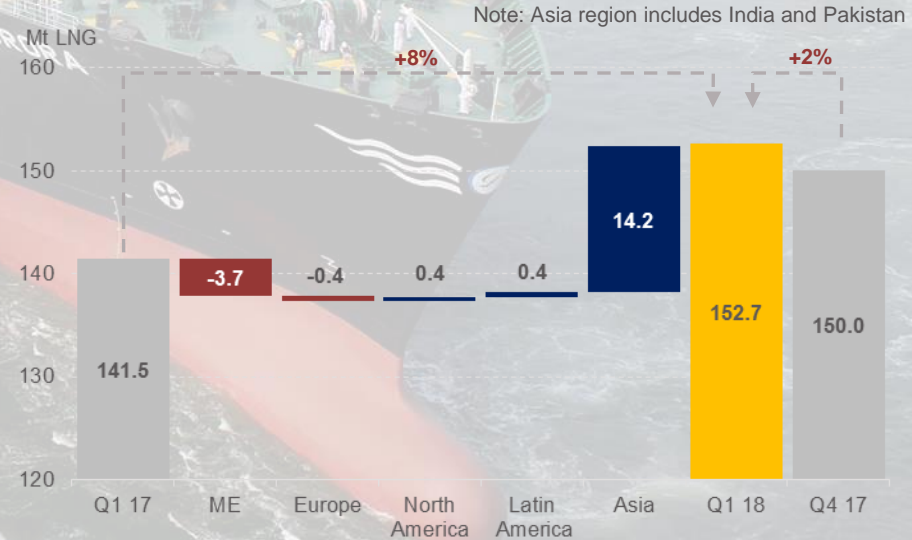 Note: Asia region includes India and Pakistan
Mt LNG
+8%
+2%
160
150
14.2
-3.7
-0.4
0.4
0.4
140
152.7
150.0
141.5
130
120
Q1 17
ME
Europe
North
America
Latin
America
Asia
Q1 18
Q4 17